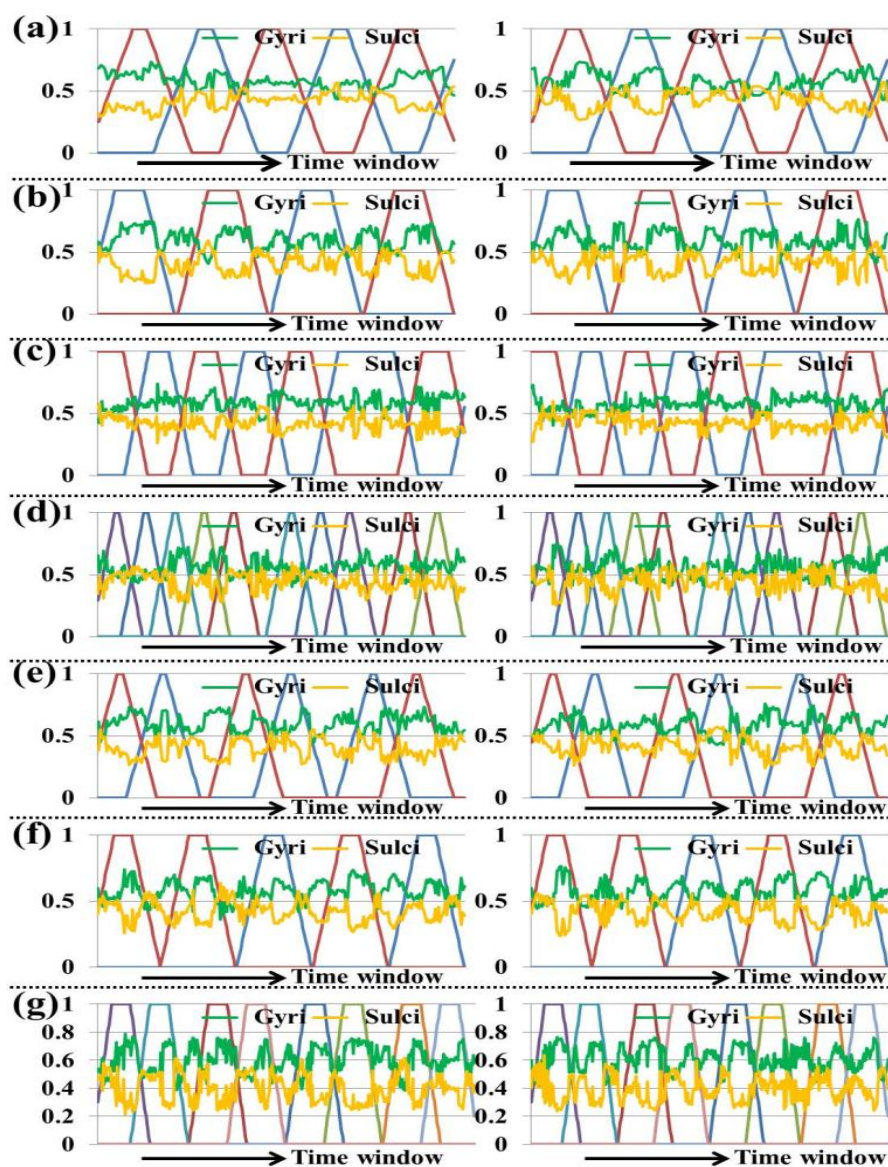 (a) 1 Gyri Sulci 1 Gyri Sulci
0.5 0.5
0 Time window 0 Time window
(b) 1 Gyri Sulci 1 Gyri Sulci
0.5 0.5
0 Time window 0 Time window
(c) 1 Gyri Sulci 1 Gyri Sulci
0.5 0.5
0 Time window 0 Time window
(d) 1 Gyri Sulci 1 Gyri Sulci
0.5 0.5
0 Time window 0 Time window
(e) 1 Gyri Sulci 1 Gyri Sulci
0.5 0.5
0 Time window 0 Time window
(f) 1 Gyri Sulci 1 Gyri Sulci
0.5 0.5
0 Time window 0 Time window
(g) 1 Gyri Sulci 1 Gyri Sulci
0.8 0.8
0.6 0.6
0.4 0.4
0.2 0.2
0 Time window 0 Time window